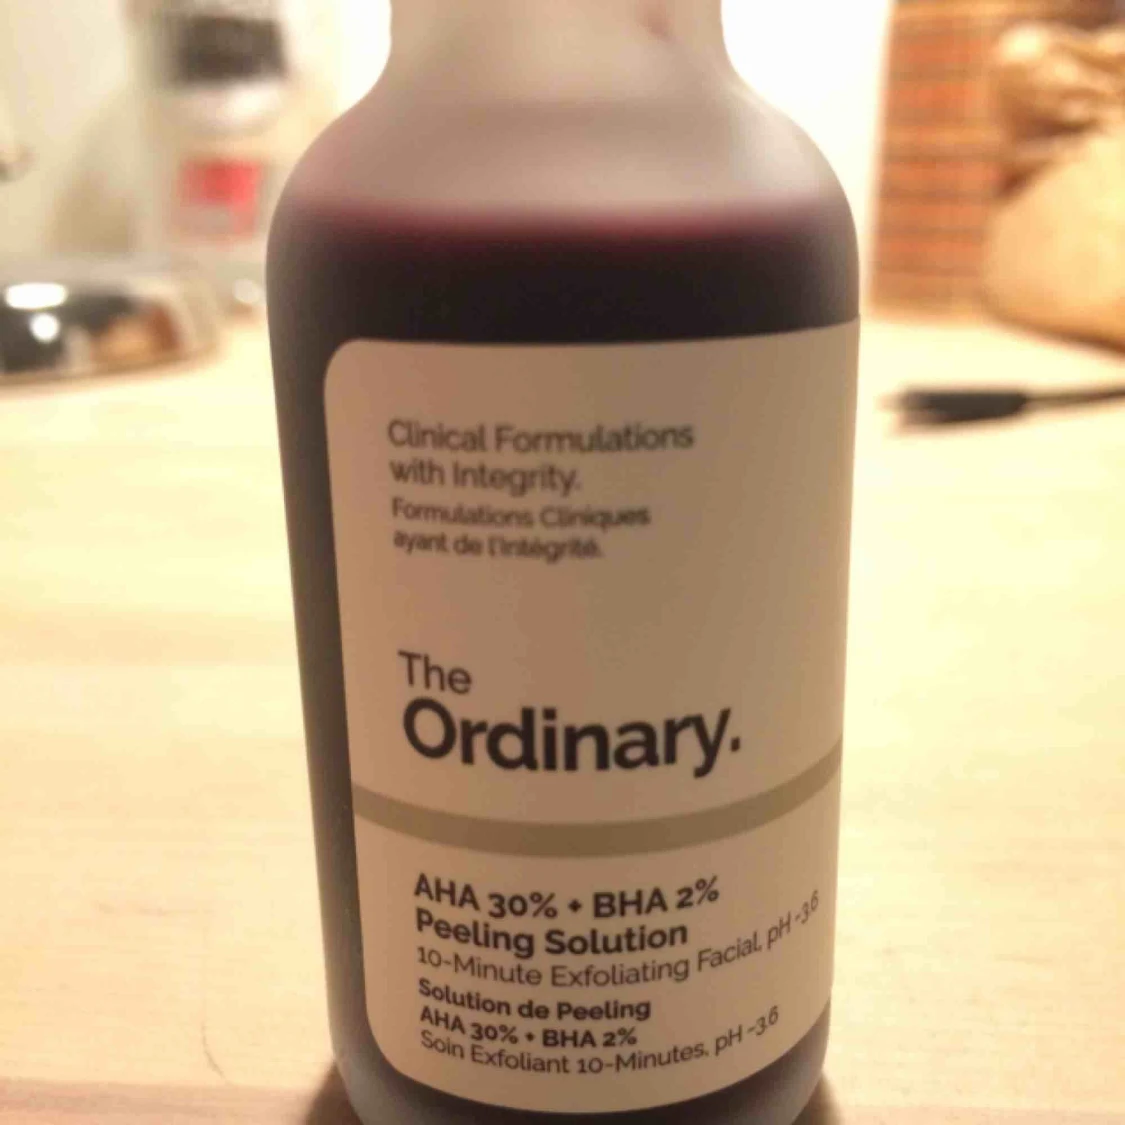 Clinical Formulations
with Integrity.
Formulations Cliniques
ayant de l'Intégrité.
The
Ordinary.
AHA 30% + BHA 2%
Peeling Solution
10-Minute Exfoliating Facial, pH ~3.6
Solution de Peeling
AHA 30% + BHA 2%
Soin Exfoliant 10-Minutes, pH ~3.6